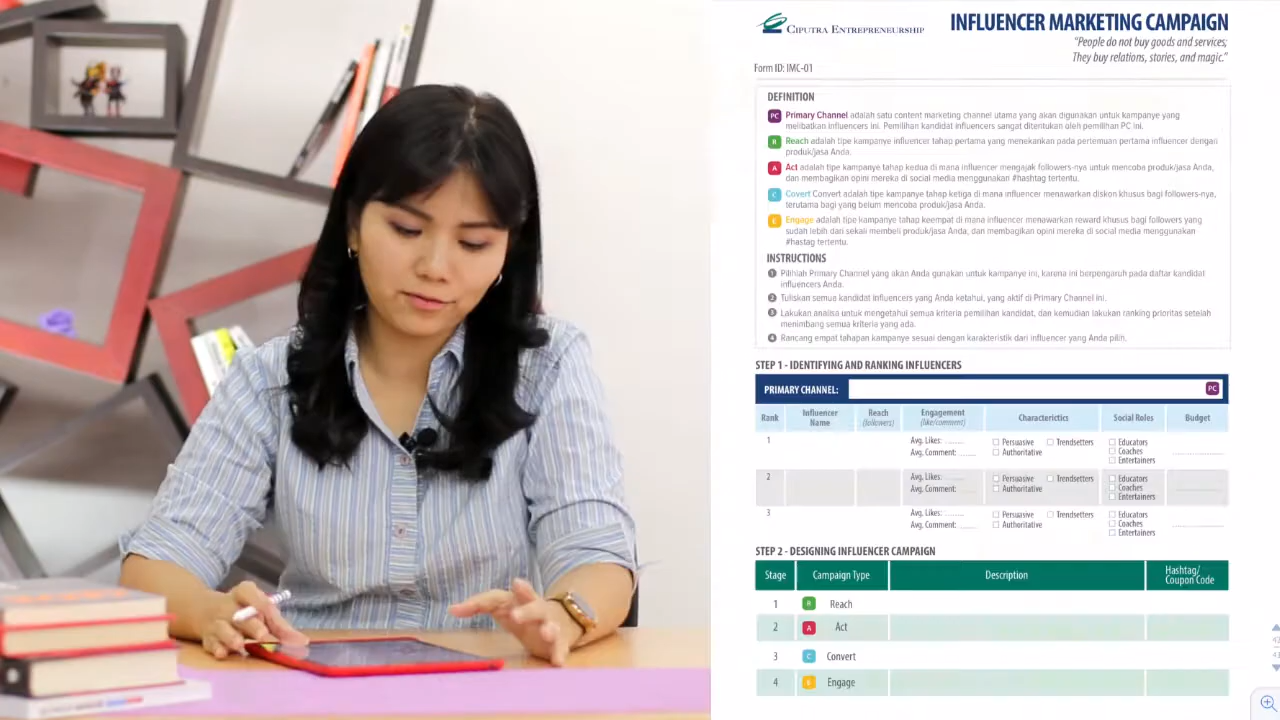 CIPUTRA ENTREPRENEURSHIP
INFLUENCER MARKETING CAMPAIGN
"People do not buy goods and services;
They buy relations, stories, and magic."
Form ID: IMC-01
DEFINITION
PC Primary Channel adalah satu content marketing channel utama yang akan digunakan untuk kampanye yang
melibatkan influencers ini. Pemilihan kandidat influencers sangat ditentukan oleh pemilihan PC ini.
R Reach adalah tipe kampanye influencer tahap pertama yang menekankan pada pertemuan pertama influencer dengan
produk/jasa Anda.
A Act adalah tipe kampanye tahap kedua di mana influencer mengajak followers-nya untuk mencoba produk/jasa Anda,
dan membagikan opini mereka di social media menggunakan #hashtag tertentu.
C Covert Convert adalah tipe kampanye tahap ketiga di mana influencer menawarkan diskon khusus bagi followers-nya,
terutama bagi yang belum mencoba produk/jasa Anda.
E Engage adalah tipe kampanye tahap keempat di mana influencer menawarkan reward khusus bagi followers yang
sudah lebih dari sekali membeli produk/jasa Anda, dan membagikan opini mereka di social media menggunakan
#hastag tertentu.
INSTRUCTIONS
1 Pilihlah Primary Channel yang akan Anda gunakan untuk kampanye ini, karena ini berpengaruh pada daftar kandidat
influencers Anda.
2 Tuliskan semua kandidat influencers yang Anda ketahui, yang aktif di Primary Channel ini.
3 Lakukan analisa untuk mengetahui semua kriteria pemilihan kandidat, dan kemudian lakukan ranking prioritas setelah
menimbang semua kriteria yang ada.
4 Rancang empat tahapan kampanye sesuai dengan karakteristik dari influencer yang Anda pilih.
STEP 1 - IDENTIFYING AND RANKING INFLUENCERS
PRIMARY CHANNEL: PC
Rank Influencer Name Reach (followers) Engagement (like/comment) Characterictics Social Roles Budget
1 Avg. Likes: ........ Persuasive Trendsetters Educators
Avg. Comment: ....... Authoritative Coaches
Entertainers
2 Avg. Likes: ........ Persuasive Trendsetters Educators
Avg. Comment: ....... Authoritative Coaches
Entertainers
3 Avg. Likes: ........ Persuasive Trendsetters Educators
Avg. Comment: ....... Authoritative Coaches
Entertainers
STEP 2 - DESIGNING INFLUENCER CAMPAIGN
Stage Campaign Type Description Hashtag/ Coupon Code
1 R Reach
2 A Act
3 C Convert
4 E Engage